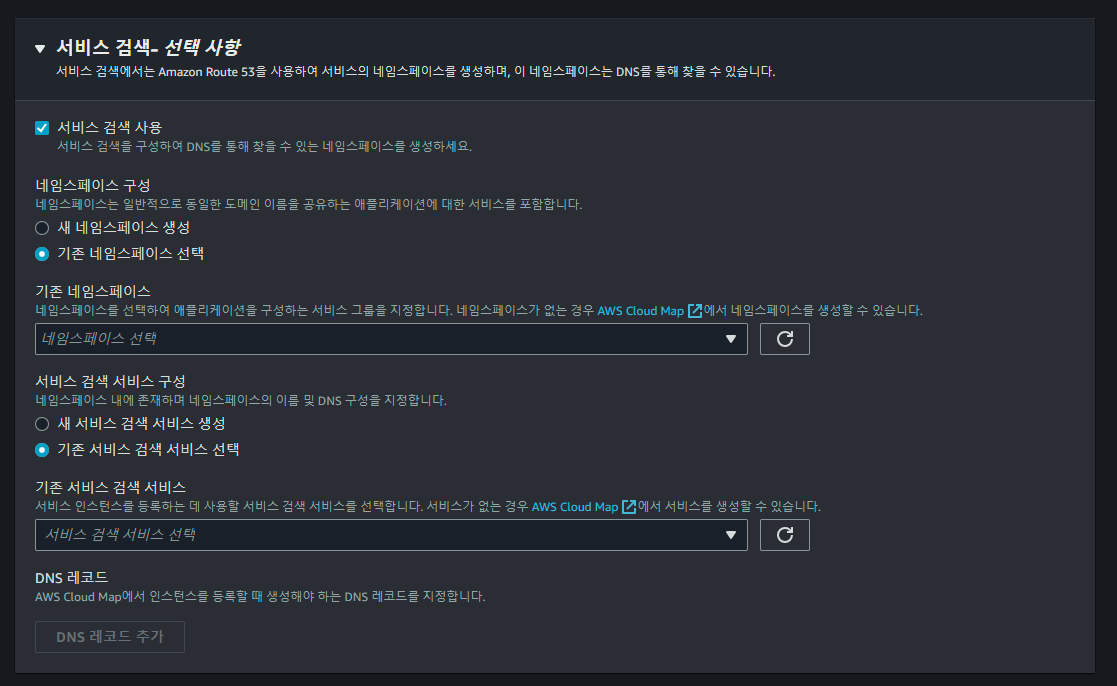 서비스 검색- 선택 사항
서비스 검색에서는 Amazon Route 53을 사용하여 서비스의 네임스페이스를 생성하며, 이 네임스페이스는 DNS를 통해 찾을 수 있습니다.
서비스 검색 사용
서비스 검색을 구성하여 DNS를 통해 찾을 수 있는 네임스페이스를 생성하세요.
네임스페이스 구성
네임스페이스는 일반적으로 동일한 도메인 이름을 공유하는 애플리케이션에 대한 서비스를 포함합니다.
새 네임스페이스 생성
기존 네임스페이스 선택
기존 네임스페이스
네임스페이스를 선택하여 애플리케이션을 구성하는 서비스 그룹을 지정합니다. 네임스페이스가 없는 경우 AWS Cloud Map에서 네임스페이스를 생성할 수 있습니다.
네임스페이스 선택
서비스 검색 서비스 구성
네임스페이스 내에 존재하며 네임스페이스의 이름 및 DNS 구성을 지정합니다.
새 서비스 검색 서비스 생성
기존 서비스 검색 서비스 선택
기존 서비스 검색 서비스
서비스 인스턴스를 등록하는 데 사용할 서비스 검색 서비스를 선택합니다. 서비스가 없는 경우 AWS Cloud Map에서 서비스를 생성할 수 있습니다.
서비스 검색 서비스 선택
DNS 레코드
AWS Cloud Map에서 인스턴스를 등록할 때 생성해야 하는 DNS 레코드를 지정합니다.
DNS 레코드 추가